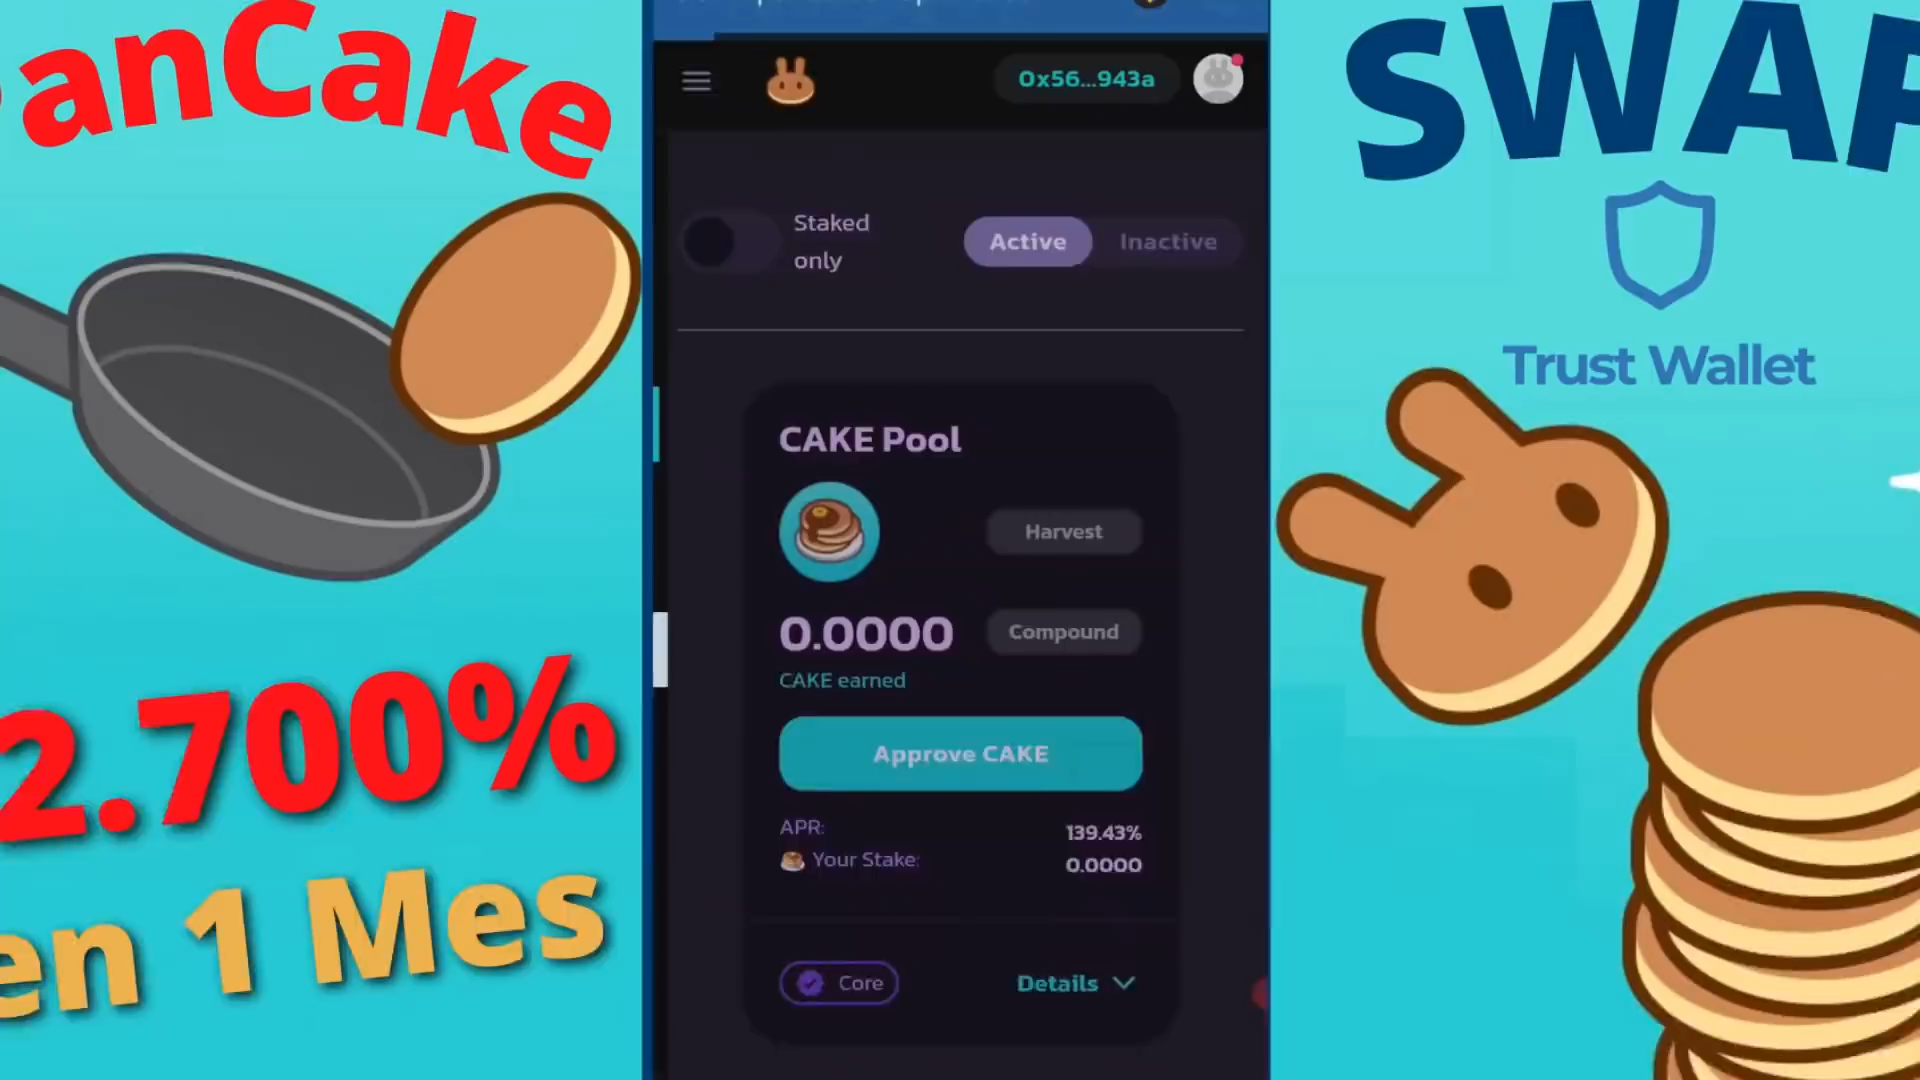 anCake
2.700%
en 1 Mes
0x56...943a
Staked
only
Active
Inactive
CAKE Pool
Harvest
0.0000
Compound
CAKE earned
Approve CAKE
APR:
139.43%
Your Stake:
0.0000
Core
Details
SWAP
Trust Wallet